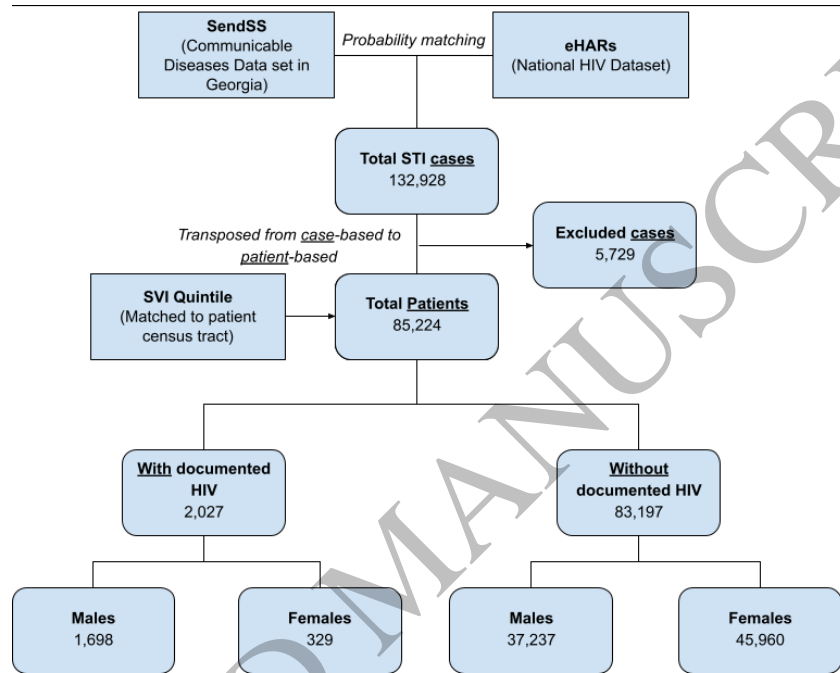 SendSS
(Communicable
Diseases Data set in
Georgia)
Probability matching
eHARs
(National HIV Dataset)
Total STI cases
132,928
Transposed from case-based to
patient-based
Excluded cases
5,729
SVI Quintile
(Matched to patient
census tract)
Total Patients
85,224
With documented
HIV
2,027
Without
documented HIV
83,197
Males
1,698
Females
329
Males
37,237
Females
45,960
D MANUSCRI